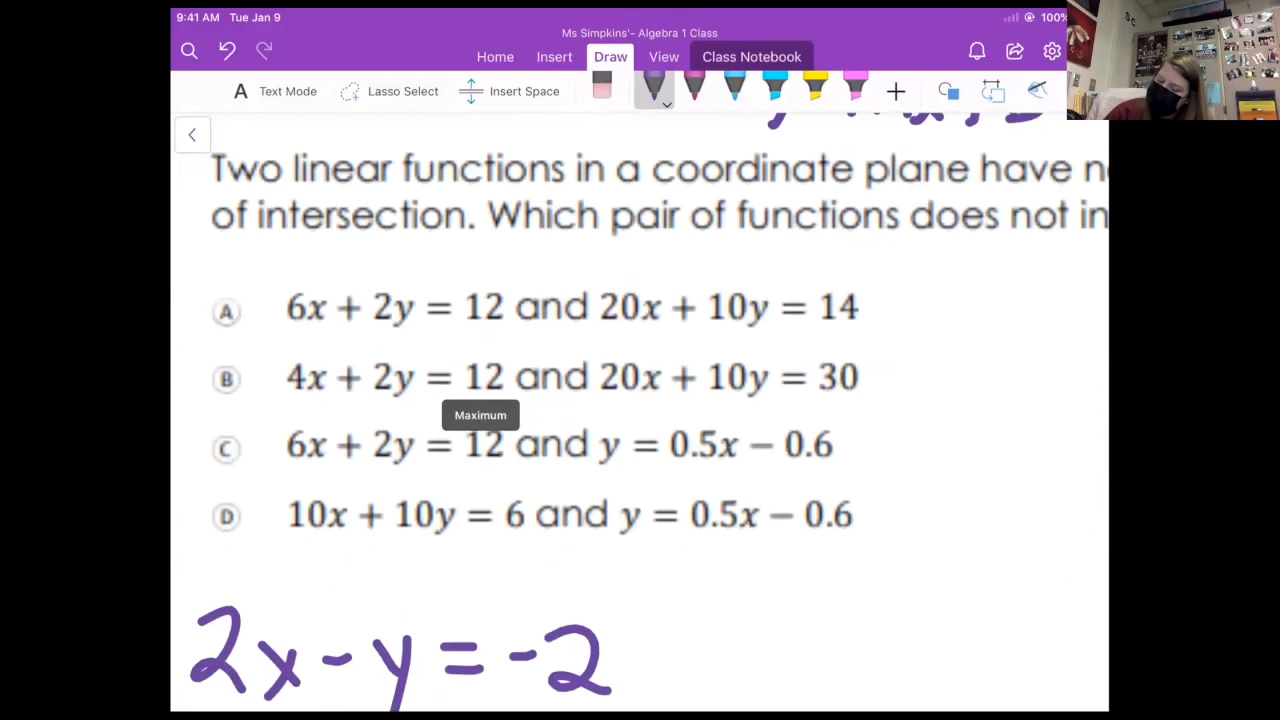 9:41 AM Tue Jan 9
100%
Ms Simpkins'- Algebra 1 Class
Home Insert Draw View Class Notebook
A Text Mode Lasso Select Insert Space
Two linear functions in a coordinate plane have
of intersection. Which pair of functions does not
A 6x + 2y = 12 and 20x + 10y = 14
B 4x + 2y = 12 and 20x + 10y = 30
Maximum
C 6x + 2y = 12 and y = 0.5x − 0.6
D 10x + 10y = 6 and y = 0.5x − 0.6
2x - y = -2